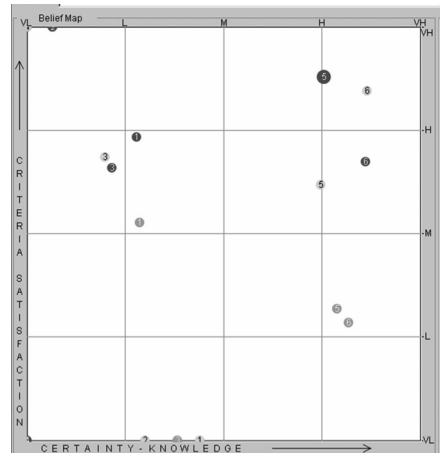 Belief Map
VL L M H VH
VH
5
6
1
H
3
6
3
5
1
M
5
6
L
2 1 VL
CRITERIA SATISFACTION
CERTAINTY - KNOWLEDGE